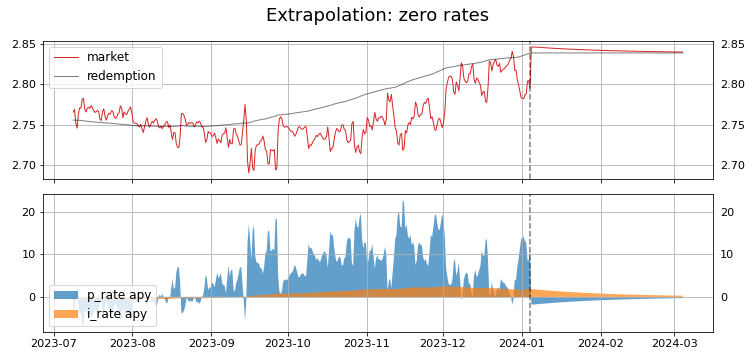 Extrapolation: zero rates
2.85 2.85
market
redemption
2.80 2.80
2.75 2.75
2.70 2.70
20 20
10 10
p_rate apy
0 0
i_rate apy
2023-07 2023-08 2023-09 2023-10 2023-11 2023-12 2024-01 2024-02 2024-03